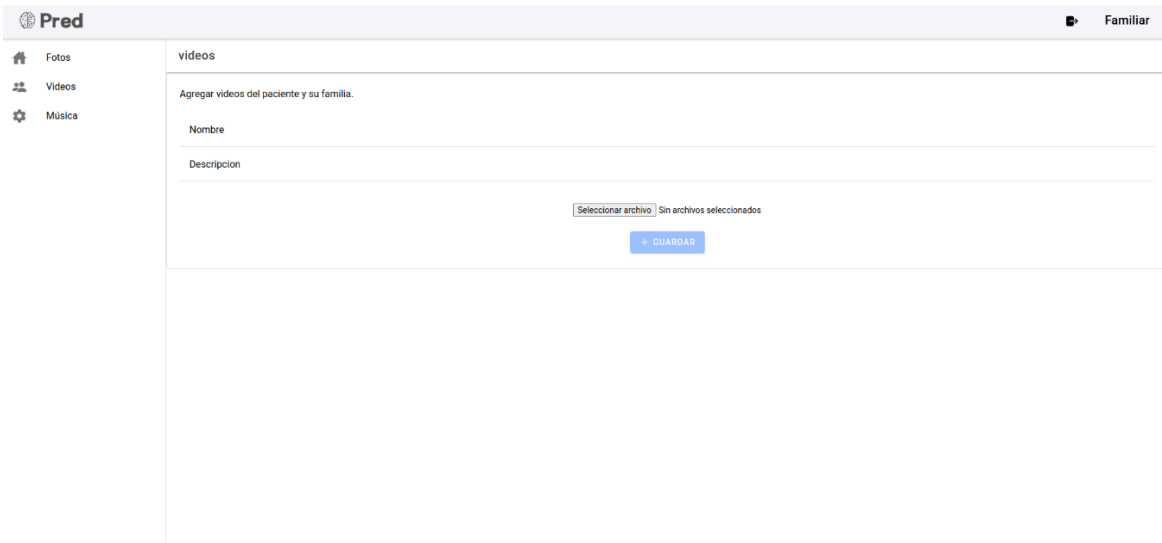 Pred
Familiar
Fotos
Videos
Música
videos
Agregar videos del paciente y su familia.
Nombre
Descripcion
Seleccionar archivo Sin archivos seleccionados
+ GUARDAR